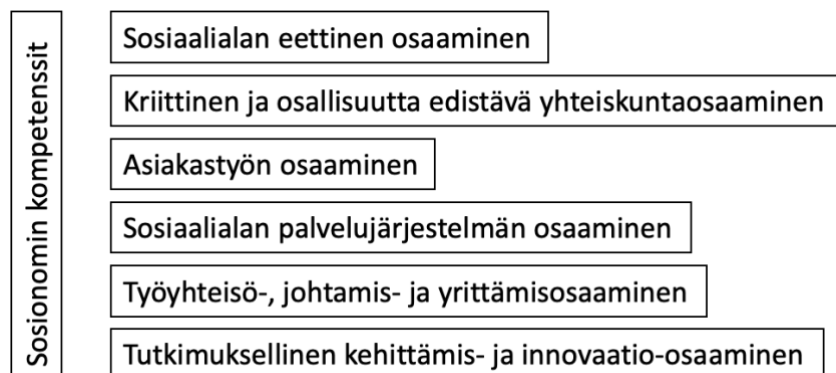 Sosionomin kompetenssit
Sosiaalialan eettinen osaaminen
Kriittinen ja osallisuutta edistävä yhteiskuntaosaaminen
Asiakastyön osaaminen
Sosiaalialan palvelujärjestelmän osaaminen
Työyhteisö-, johtamis- ja yrittämisosaaminen
Tutkimuksellinen kehittämis- ja innovaatio-osaaminen